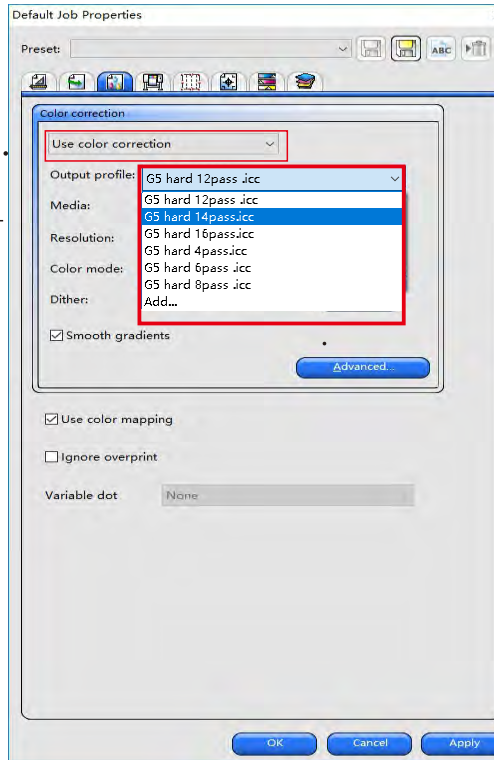 Default Job Properties
Preset:
ABC
Color correction
Use color correction
Output profile: G5 hard 12pass .icc
G5 hard 12pass .icc
Media:
G5 hard 14pass.icc
G5 hard 16pass.icc
Resolution:
G5 hard 4pass.icc
G5 hard 6pass .icc
Color mode:
G5 hard 8pass .icc
Dither:
Add...
Smooth gradients
Advanced...
Use color mapping
Ignore overprint
Variable dot None
OK Cancel Apply